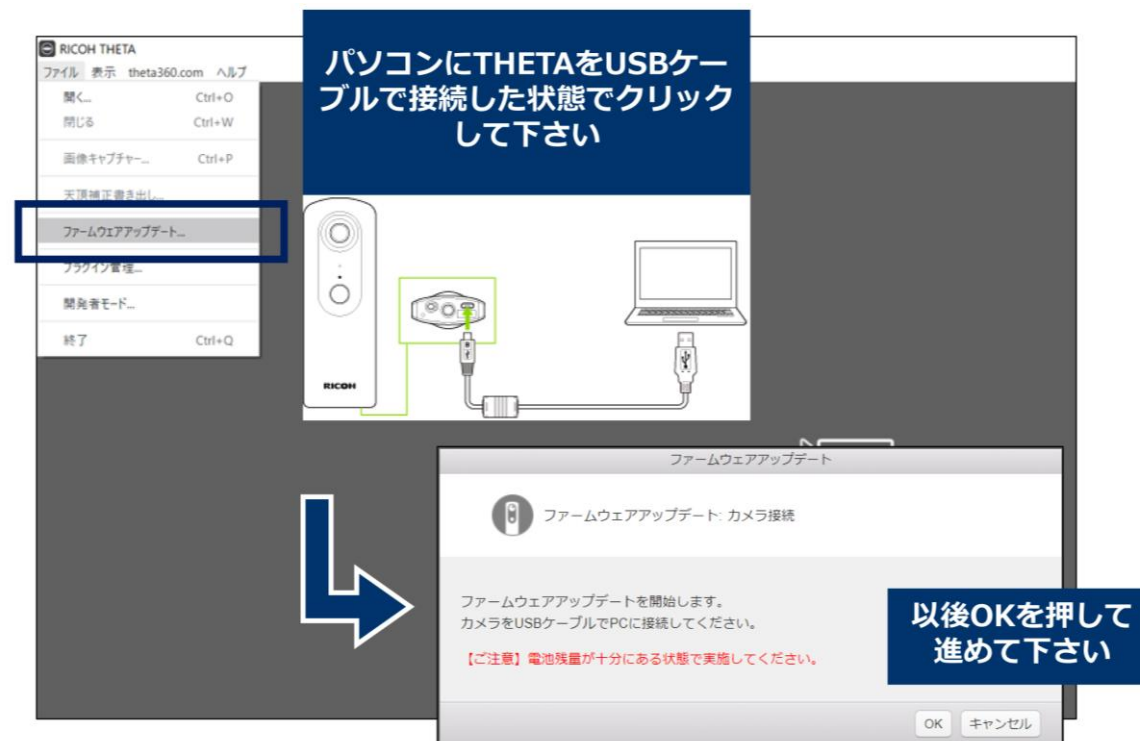 RICOH THETA
ファイル 表示 theta360.com ヘルプ
開く... Ctrl+O
閉じる Ctrl+W
画像キャプチャー... Ctrl+P
天頂補正書き出し...
ファームウェアアップデート...
プラグイン管理...
開発者モード...
終了 Ctrl+Q
パソコンにTHETAをUSBケー
ブルで接続した状態でクリック
して下さい
RICOH
ファームウェアアップデート
ファームウェアアップデート: カメラ接続
ファームウェアアップデートを開始します。
カメラをUSBケーブルでPCに接続してください。
【ご注意】電池残量が十分にある状態で実施してください。
以後OKを押して
進めて下さい
OK キャンセル